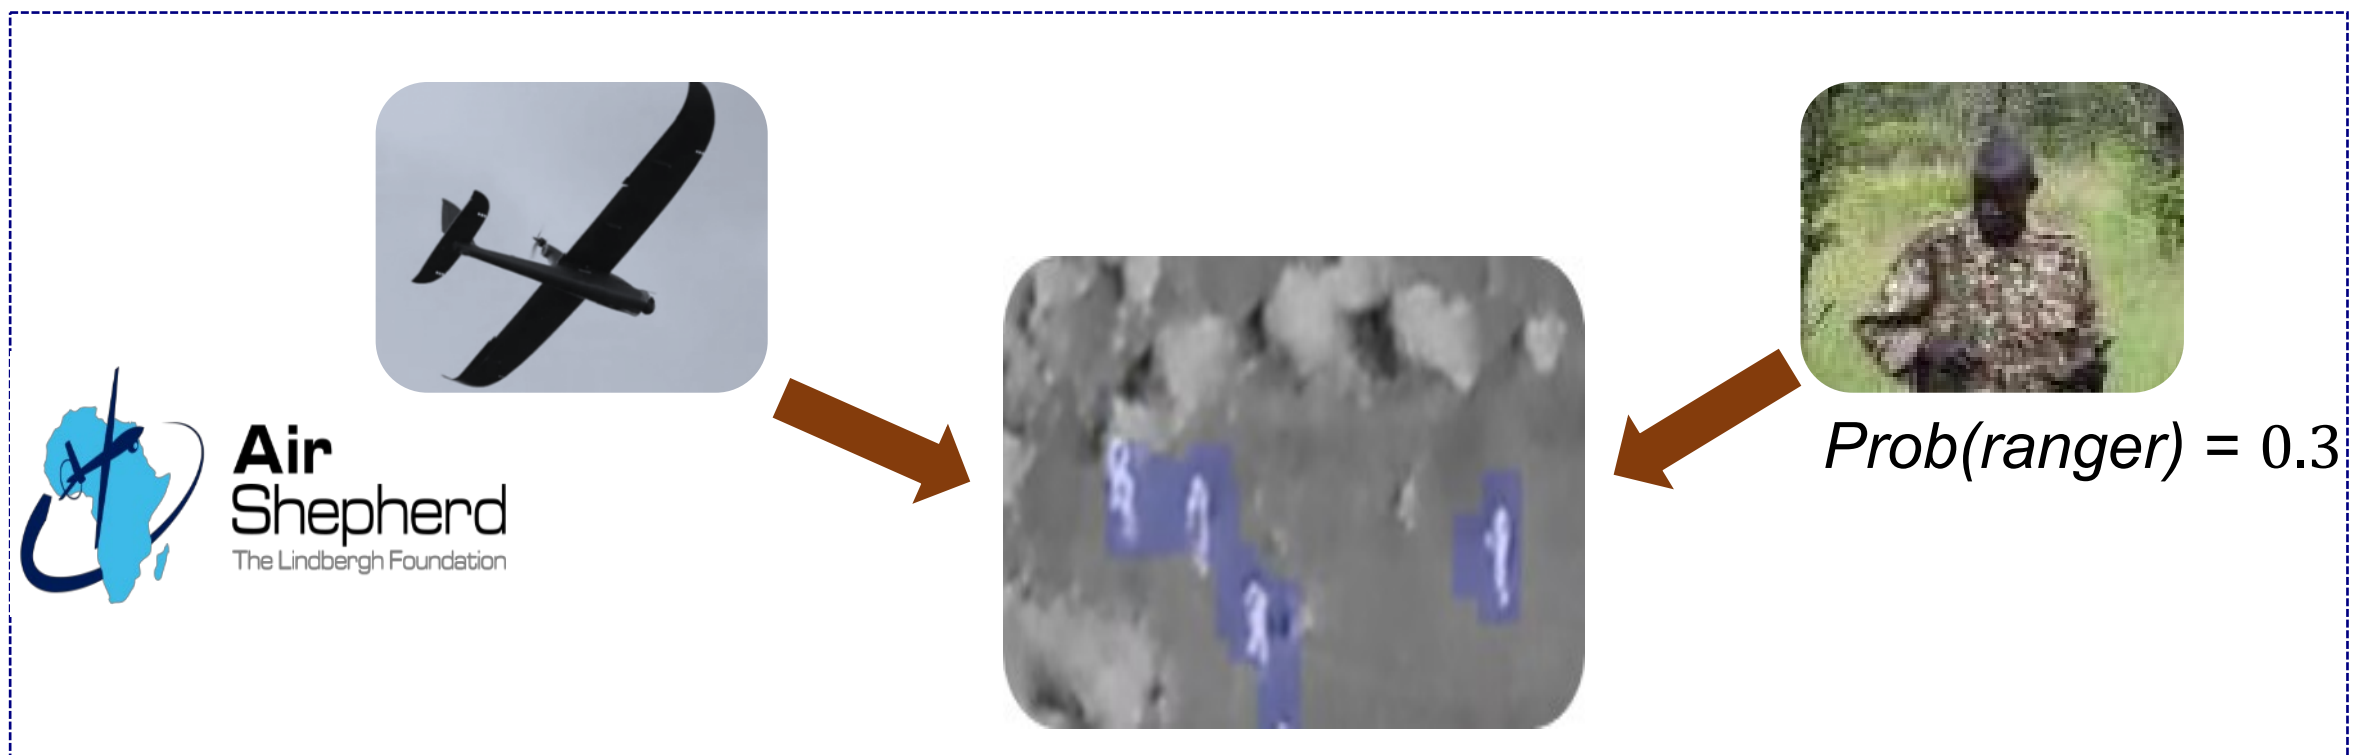 Air
Shepherd
The Lindbergh Foundation
Prob(ranger) = 0.3